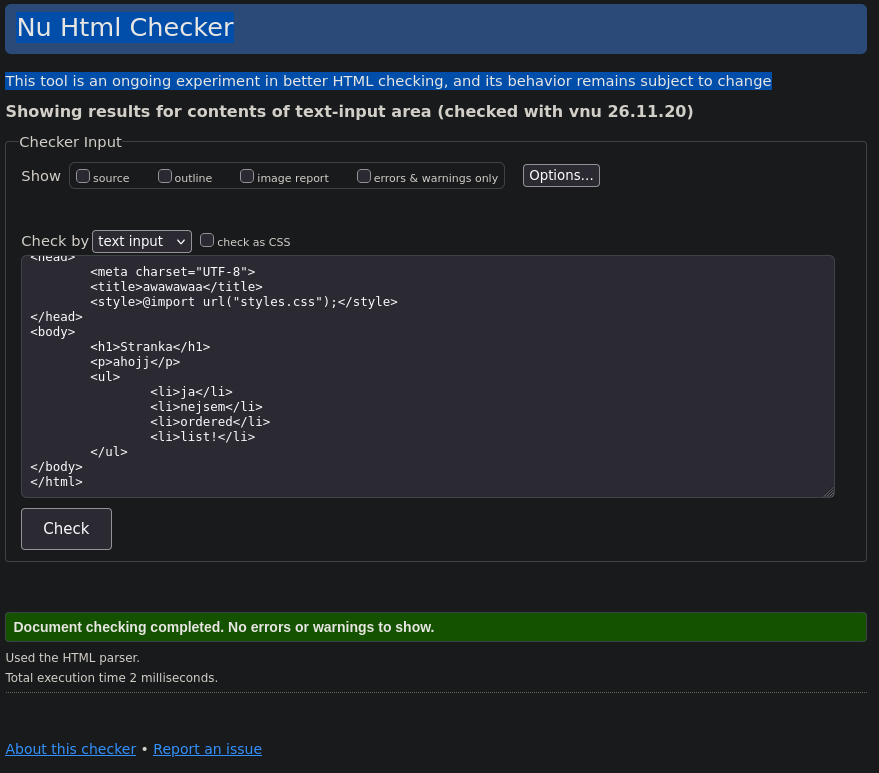 Nu Html Checker
This tool is an ongoing experiment in better HTML checking, and its behavior remains subject to change
Showing results for contents of text-input area (checked with vnu 26.11.20)
Checker Input
Show source outline image report errors & warnings only Options...
Check by text input check as CSS
<head>
<meta charset="UTF-8">
<title>awawawaa</title>
<style>@import url("styles.css");</style>
</head>
<body>
<h1>Stranka</h1>
<p>ahojj</p>
<ul>
<li>ja</li>
<li>nejsem</li>
<li>ordered</li>
<li>list!</li>
</ul>
</body>
</html>
Check
Document checking completed. No errors or warnings to show.
Used the HTML parser.
Total execution time 2 milliseconds.
About this checker • Report an issue